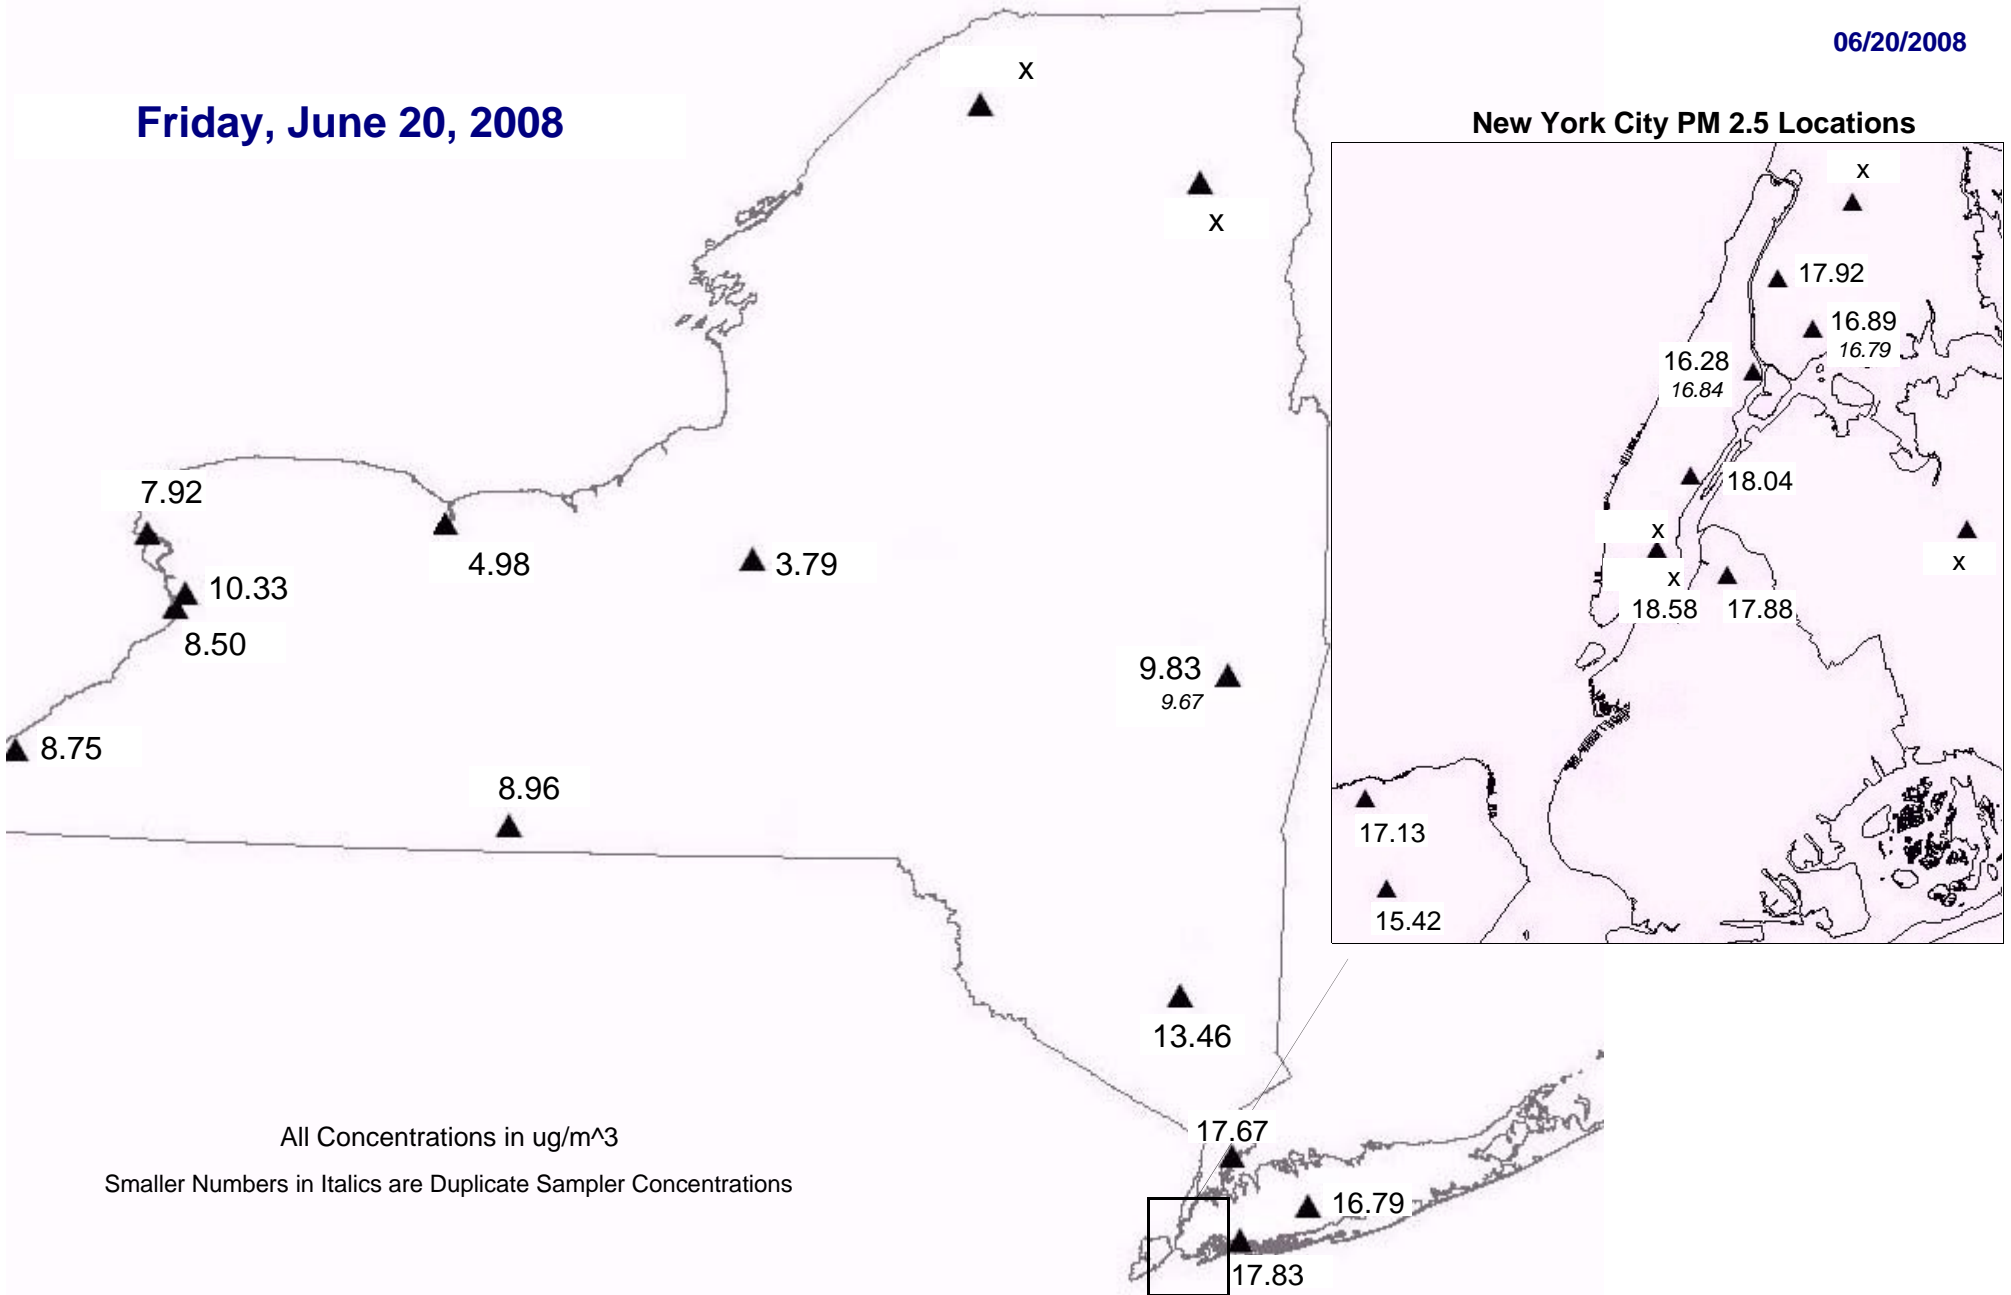 06/20/2008
Friday, June 20, 2008
x
x
7.92
4.98
3.79
10.33
8.50
9.83
9.67
8.75
8.96
13.46
17.67
16.79
17.83
All Concentrations in ug/m^3
Smaller Numbers in Italics are Duplicate Sampler Concentrations
New York City PM 2.5 Locations
x
17.92
16.89
16.79
16.28
16.84
18.04
x
x
x
18.58
17.88
17.13
15.42